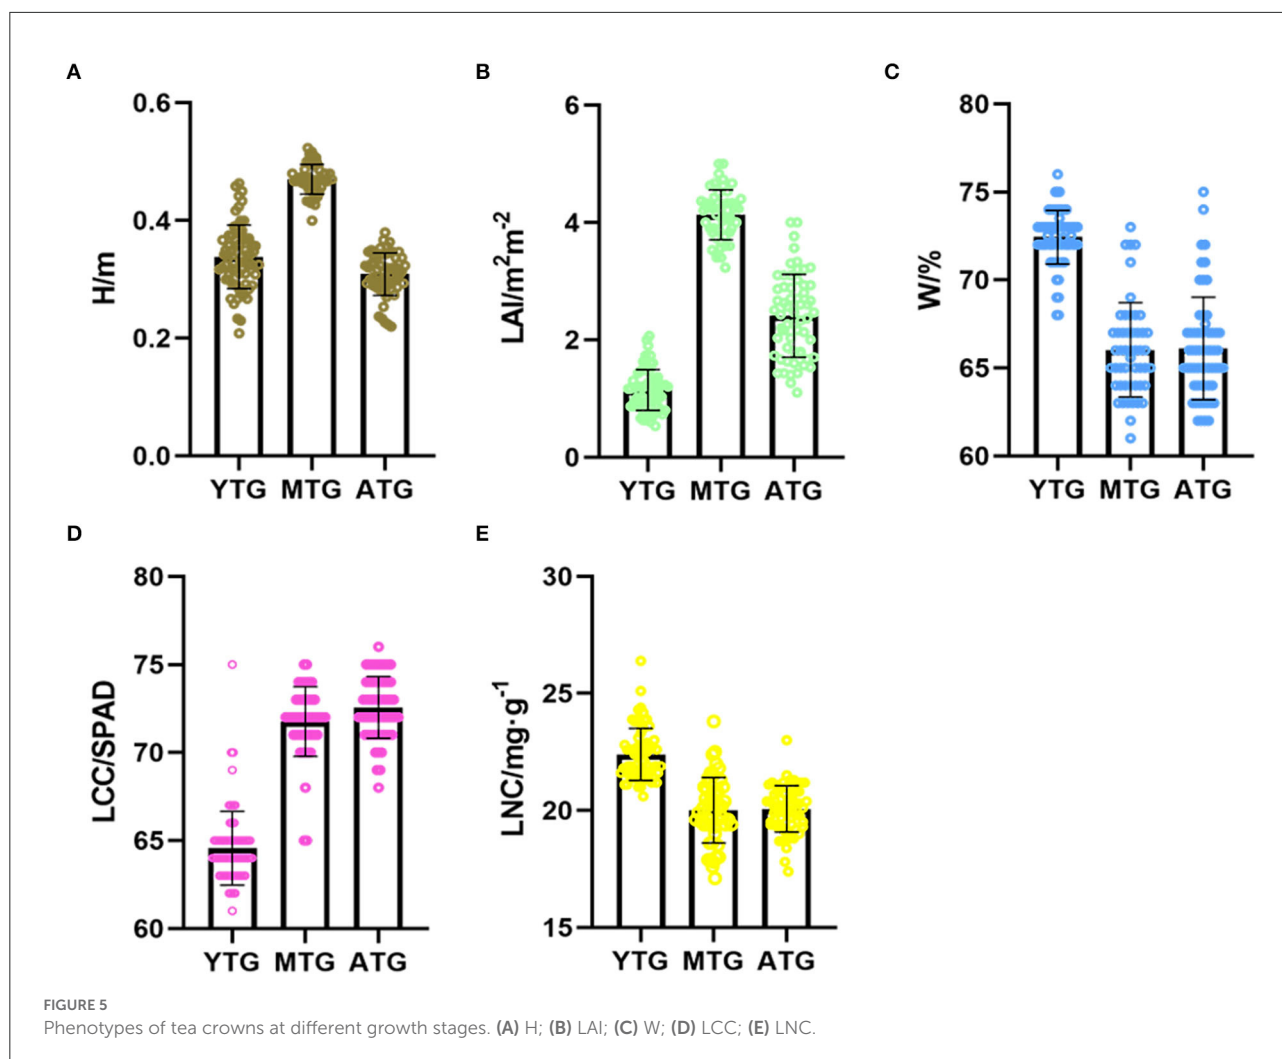 A
0.6
0.4
0.2
0.0
H/m
YTG MTG ATG
B
6
4
2
0
LAI/m²m⁻²
YTG MTG ATG
C
80
75
70
65
60
W/%
YTG MTG ATG
D
80
75
70
65
60
LCC/SPAD
YTG MTG ATG
E
30
25
20
15
LNC/mg·g⁻¹
YTG MTG ATG
FIGURE 5
Phenotypes of tea crowns at different growth stages. (A) H; (B) LAI; (C) W; (D) LCC; (E) LNC.